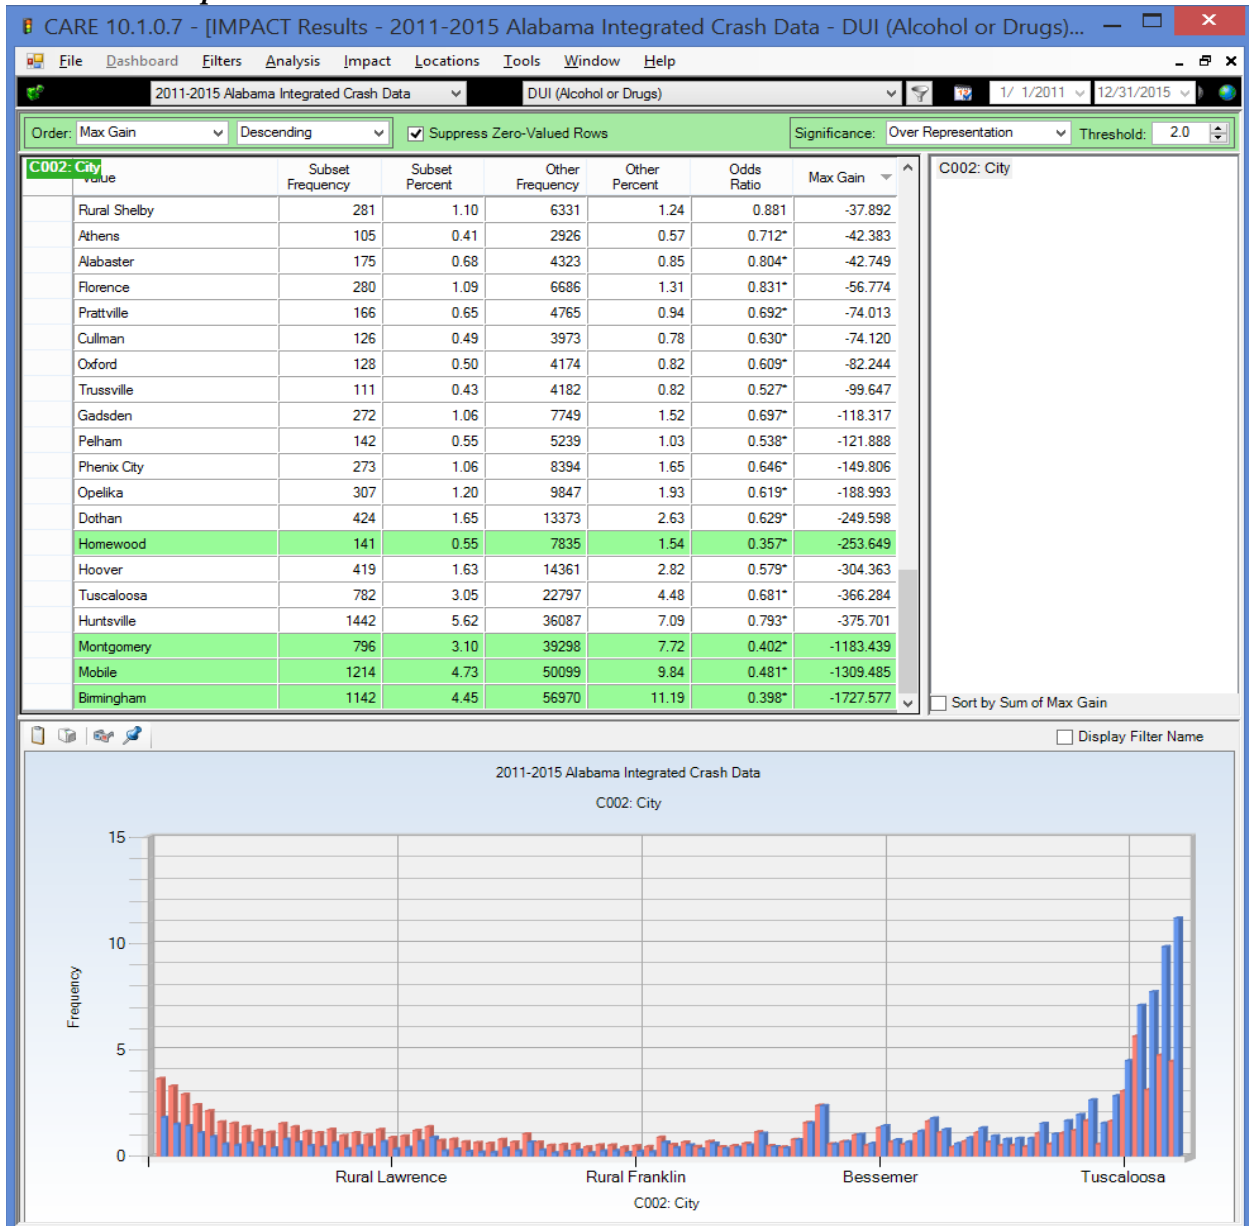 CARE 10.1.0.7 - [IMPACT Results - 2011-2015 Alabama Integrated Crash Data - DUI (Alcohol or Drugs)...
File Dashboard Filters Analysis Impact Locations Tools Window Help
2011-2015 Alabama Integrated Crash Data DUI (Alcohol or Drugs) 1/ 1/2011 12/31/2015
Order: Max Gain Descending Suppress Zero-Valued Rows Significance: Over Representation Threshold: 2.0
C002: City Subset Frequency Subset Percent Other Frequency Other Percent Odds Ratio Max Gain C002: City
Rural Shelby 281 1.10 6331 1.24 0.881 -37.892
Athens 105 0.41 2926 0.57 0.712* -42.383
Alabaster 175 0.68 4323 0.85 0.804* -42.749
Florence 280 1.09 6686 1.31 0.831* -56.774
Prattville 166 0.65 4765 0.94 0.692* -74.013
Cullman 126 0.49 3973 0.78 0.630* -74.120
Oxford 128 0.50 4174 0.82 0.609* -82.244
Trussville 111 0.43 4182 0.82 0.527* -99.647
Gadsden 272 1.06 7749 1.52 0.697* -118.317
Pelham 142 0.55 5239 1.03 0.538* -121.888
Phenix City 273 1.06 8394 1.65 0.646* -149.806
Opelika 307 1.20 9847 1.93 0.619* -188.993
Dothan 424 1.65 13373 2.63 0.629* -249.598
Homewood 141 0.55 7835 1.54 0.357* -253.649
Hoover 419 1.63 14361 2.82 0.579* -304.363
Tuscaloosa 782 3.05 22797 4.48 0.681* -366.284
Huntsville 1442 5.62 36087 7.09 0.793* -375.701
Montgomery 796 3.10 39298 7.72 0.402* -1183.439
Mobile 1214 4.73 50099 9.84 0.481* -1309.485
Birmingham 1142 4.45 56970 11.19 0.398* -1727.577
Sort by Sum of Max Gain
Display Filter Name
2011-2015 Alabama Integrated Crash Data
C002: City
15
10
Frequency
5
0
Rural Lawrence Rural Franklin Bessemer Tuscaloosa
C002: City